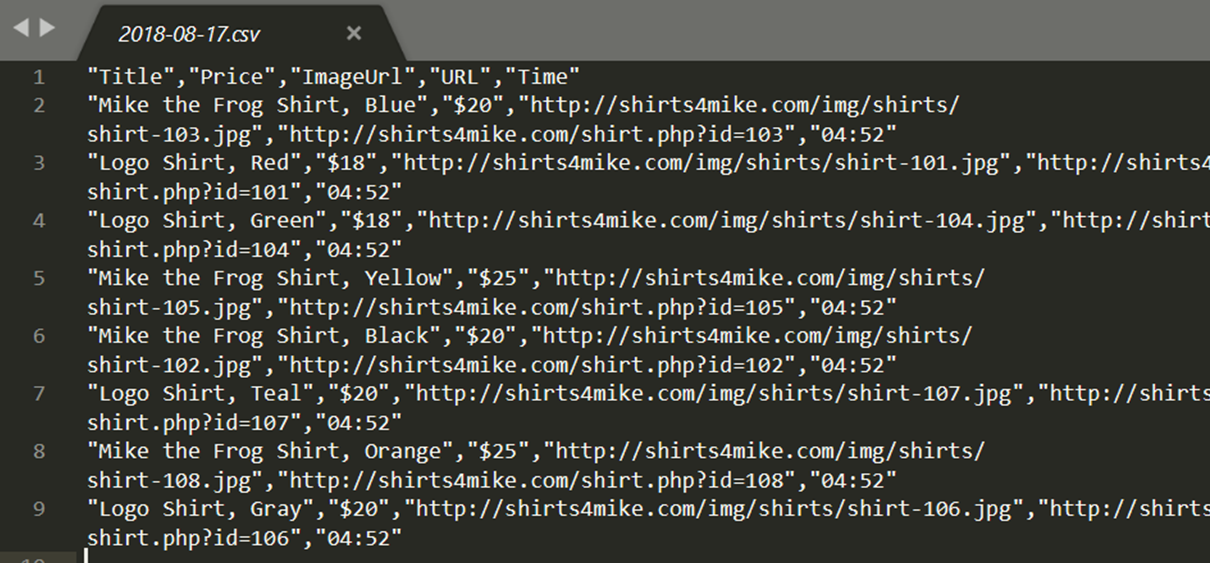 2018-08-17.csv ×
1 "Title","Price","ImageUrl","URL","Time"
2 "Mike the Frog Shirt, Blue","$20","http://shirts4mike.com/img/shirts/
shirt-103.jpg","http://shirts4mike.com/shirt.php?id=103","04:52"
3 "Logo Shirt, Red","$18","http://shirts4mike.com/img/shirts/shirt-101.jpg","http://shirts4
shirt.php?id=101","04:52"
4 "Logo Shirt, Green","$18","http://shirts4mike.com/img/shirts/shirt-104.jpg","http://shirt
shirt.php?id=104","04:52"
5 "Mike the Frog Shirt, Yellow","$25","http://shirts4mike.com/img/shirts/
shirt-105.jpg","http://shirts4mike.com/shirt.php?id=105","04:52"
6 "Mike the Frog Shirt, Black","$20","http://shirts4mike.com/img/shirts/
shirt-102.jpg","http://shirts4mike.com/shirt.php?id=102","04:52"
7 "Logo Shirt, Teal","$20","http://shirts4mike.com/img/shirts/shirt-107.jpg","http://shirts
shirt.php?id=107","04:52"
8 "Mike the Frog Shirt, Orange","$25","http://shirts4mike.com/img/shirts/
shirt-108.jpg","http://shirts4mike.com/shirt.php?id=108","04:52"
9 "Logo Shirt, Gray","$20","http://shirts4mike.com/img/shirts/shirt-106.jpg","http://shirts
shirt.php?id=106","04:52"
10